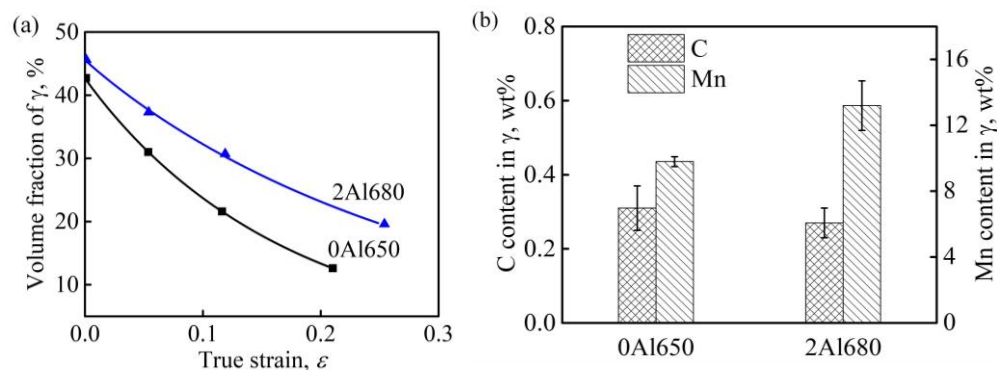 (a)
50
40
30
20
10
0.0
0.1
0.2
0.3
Volume fraction of γ, %
True strain, ε
2Al680
0Al650
(b)
0.8
0.6
0.4
0.2
0.0
C content in γ, wt%
C
Mn
16
12
8
4
0
Mn content in γ, wt%
0Al650
2Al680